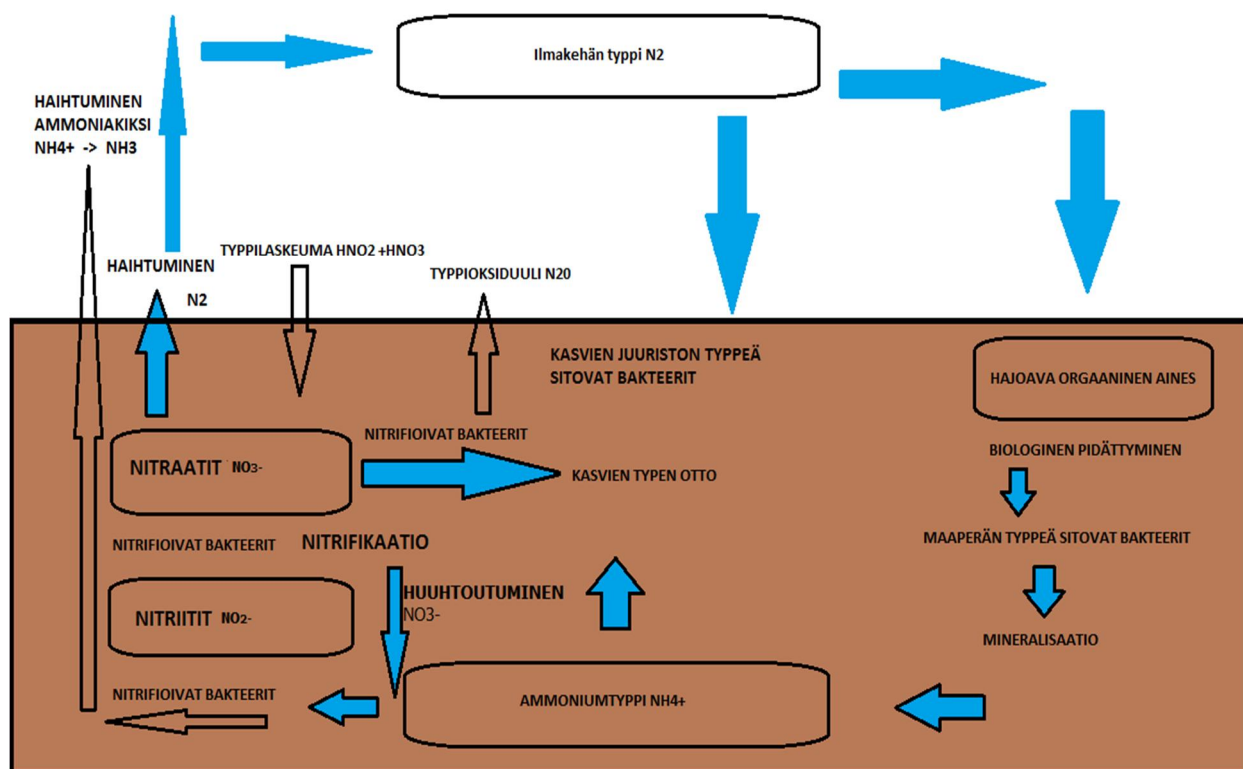 Ilmakehän typpi N2
HAIHTUMINEN
AMMONIAKIKSI
NH4+ -> NH3
HAIHTUMINEN
N2
TYPPILASKEUMA HNO2 +HNO3
TYPPIOKSIDUULI N20
KASVIEN JUURISTON TYPPEÄ
SITOVAT BAKTEERIT
HAJOAVA ORGAANINEN AINES
NITRAATIT NO3-
NITRIFIOIVAT BAKTEERIT
KASVIEN TYPEN OTTO
BIOLOGINEN PIDÄTTYMINEN
NITRIFIOIVAT BAKTEERIT
NITRIFIKAATIO
MAAPERÄN TYPPEÄ SITOVAT BAKTEERIT
NITRIITIT NO2-
HUUHTOUTUMINEN
NO3-
MINERALISAATIO
NITRIFIOIVAT BAKTEERIT
AMMONIUMTYPPI NH4+